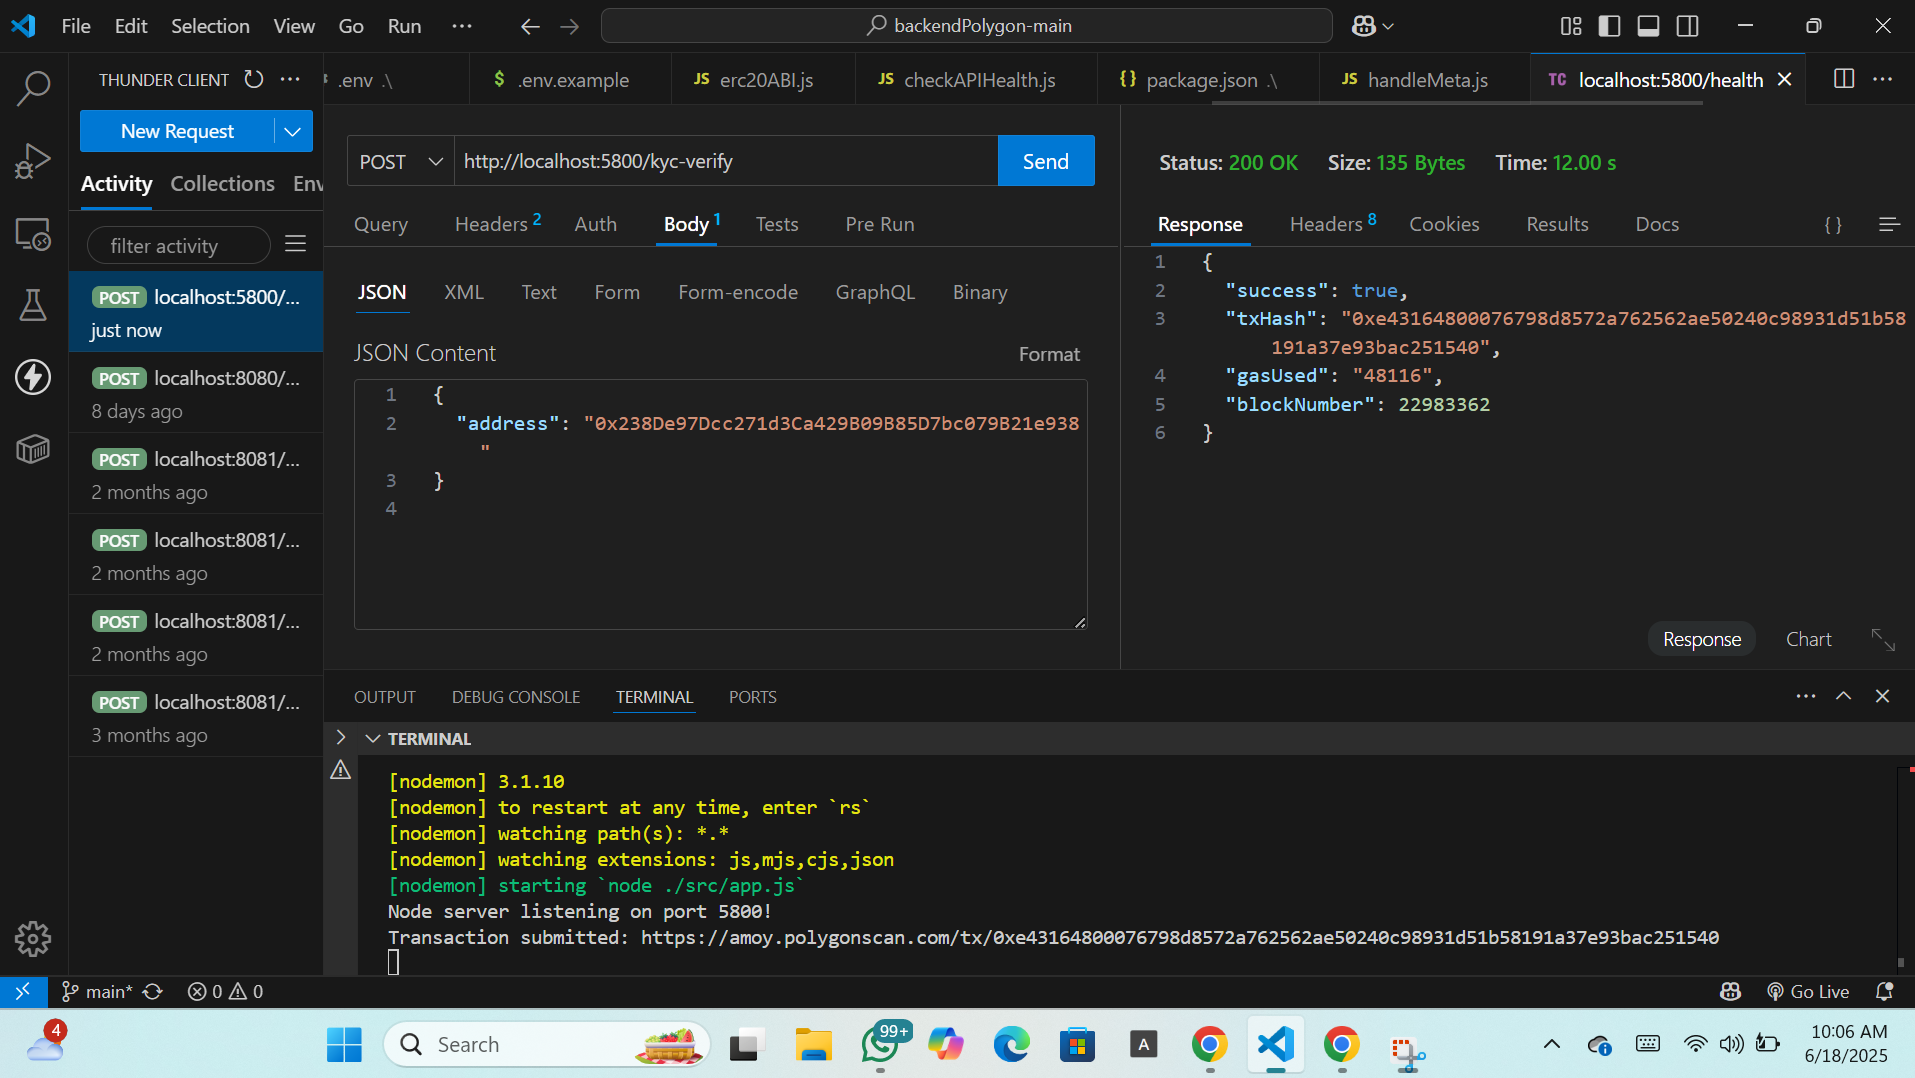 File Edit Selection View Go Run ··· backendPolygon-main
THUNDER CLIENT ···
.env .\ $ .env.example JS erc20ABI.js JS checkAPIHealth.js {} package.json .\ JS handleMeta.js TC localhost:5800/health
New Request
Activity Collections Env
filter activity
POST localhost:5800/...
just now
POST localhost:8080/...
8 days ago
POST localhost:8081/...
2 months ago
POST localhost:8081/...
2 months ago
POST localhost:8081/...
2 months ago
POST localhost:8081/...
3 months ago
POST http://localhost:5800/kyc-verify Send
Query Headers 2 Auth Body 1 Tests Pre Run
JSON XML Text Form Form-encode GraphQL Binary
JSON Content Format
1 {
2 "address": "0x238De97Dcc271d3Ca429B09B85D7bc079B21e938
"
3 }
4
Status: 200 OK Size: 135 Bytes Time: 12.00 s
Response Headers 8 Cookies Results Docs { }
1 {
2 "success": true,
3 "txHash": "0xe43164800076798d8572a762562ae50240c98931d51b58
191a37e93bac251540",
4 "gasUsed": "48116",
5 "blockNumber": 22983362
6 }
Response Chart
OUTPUT DEBUG CONSOLE TERMINAL PORTS ···
TERMINAL
[nodemon] 3.1.10
[nodemon] to restart at any time, enter `rs`
[nodemon] watching path(s): *.*
[nodemon] watching extensions: js,mjs,cjs,json
[nodemon] starting `node ./src/app.js`
Node server listening on port 5800!
Transaction submitted: https://amoy.polygonscan.com/tx/0xe43164800076798d8572a762562ae50240c98931d51b58191a37e93bac251540
main* 0 0 Go Live
4 Search 99+ A 10:06 AM
6/18/2025